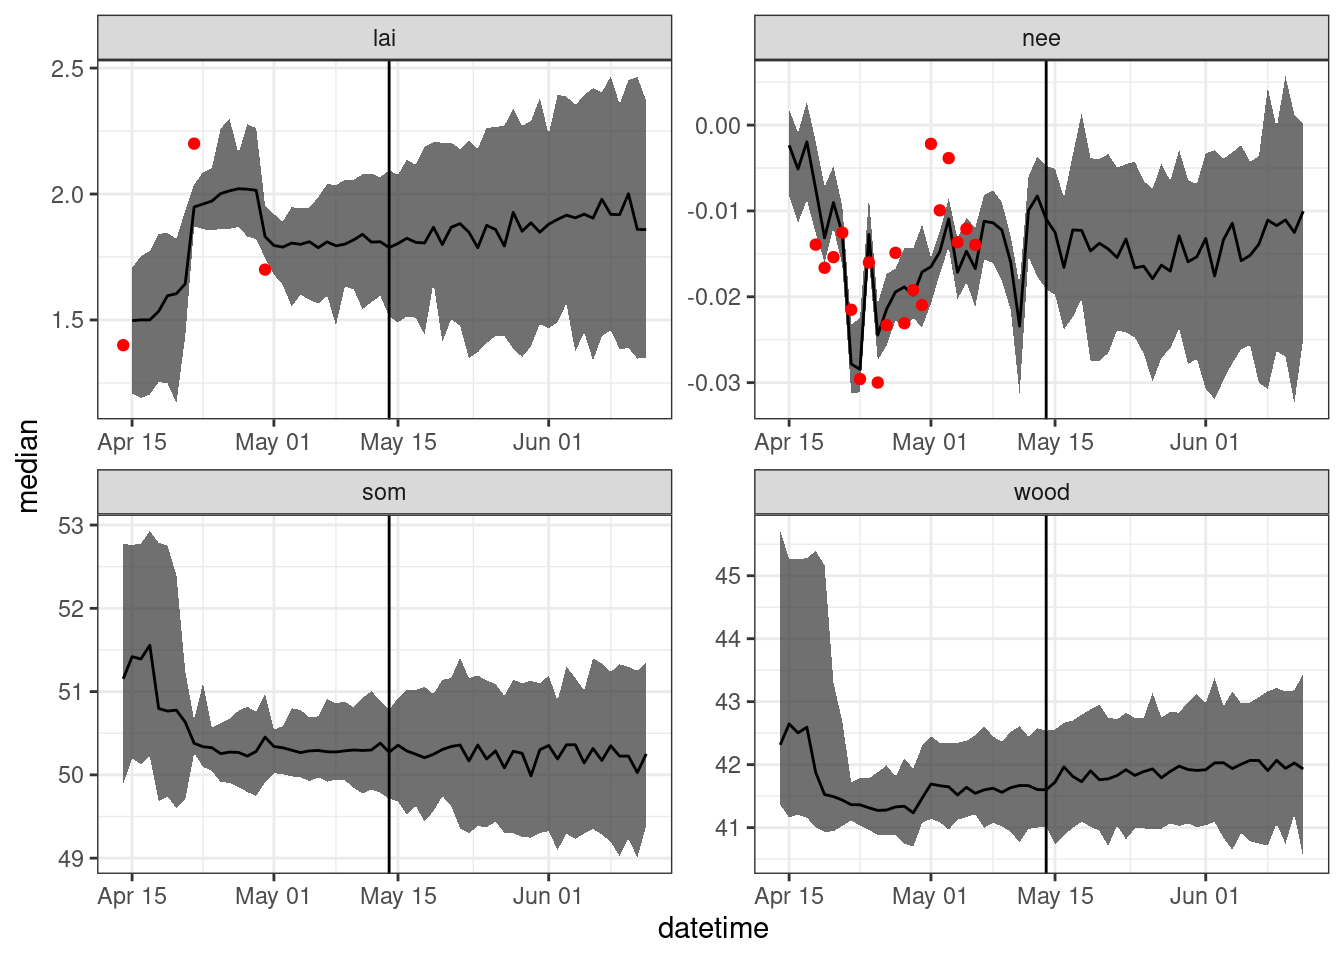 lai
nee
2.5
2.0
1.5
0.00
-0.01
-0.02
-0.03
Apr 15 May 01 May 15 Jun 01
Apr 15 May 01 May 15 Jun 01
median
som
wood
53
52
51
50
49
45
44
43
42
41
Apr 15 May 01 May 15 Jun 01
Apr 15 May 01 May 15 Jun 01
datetime